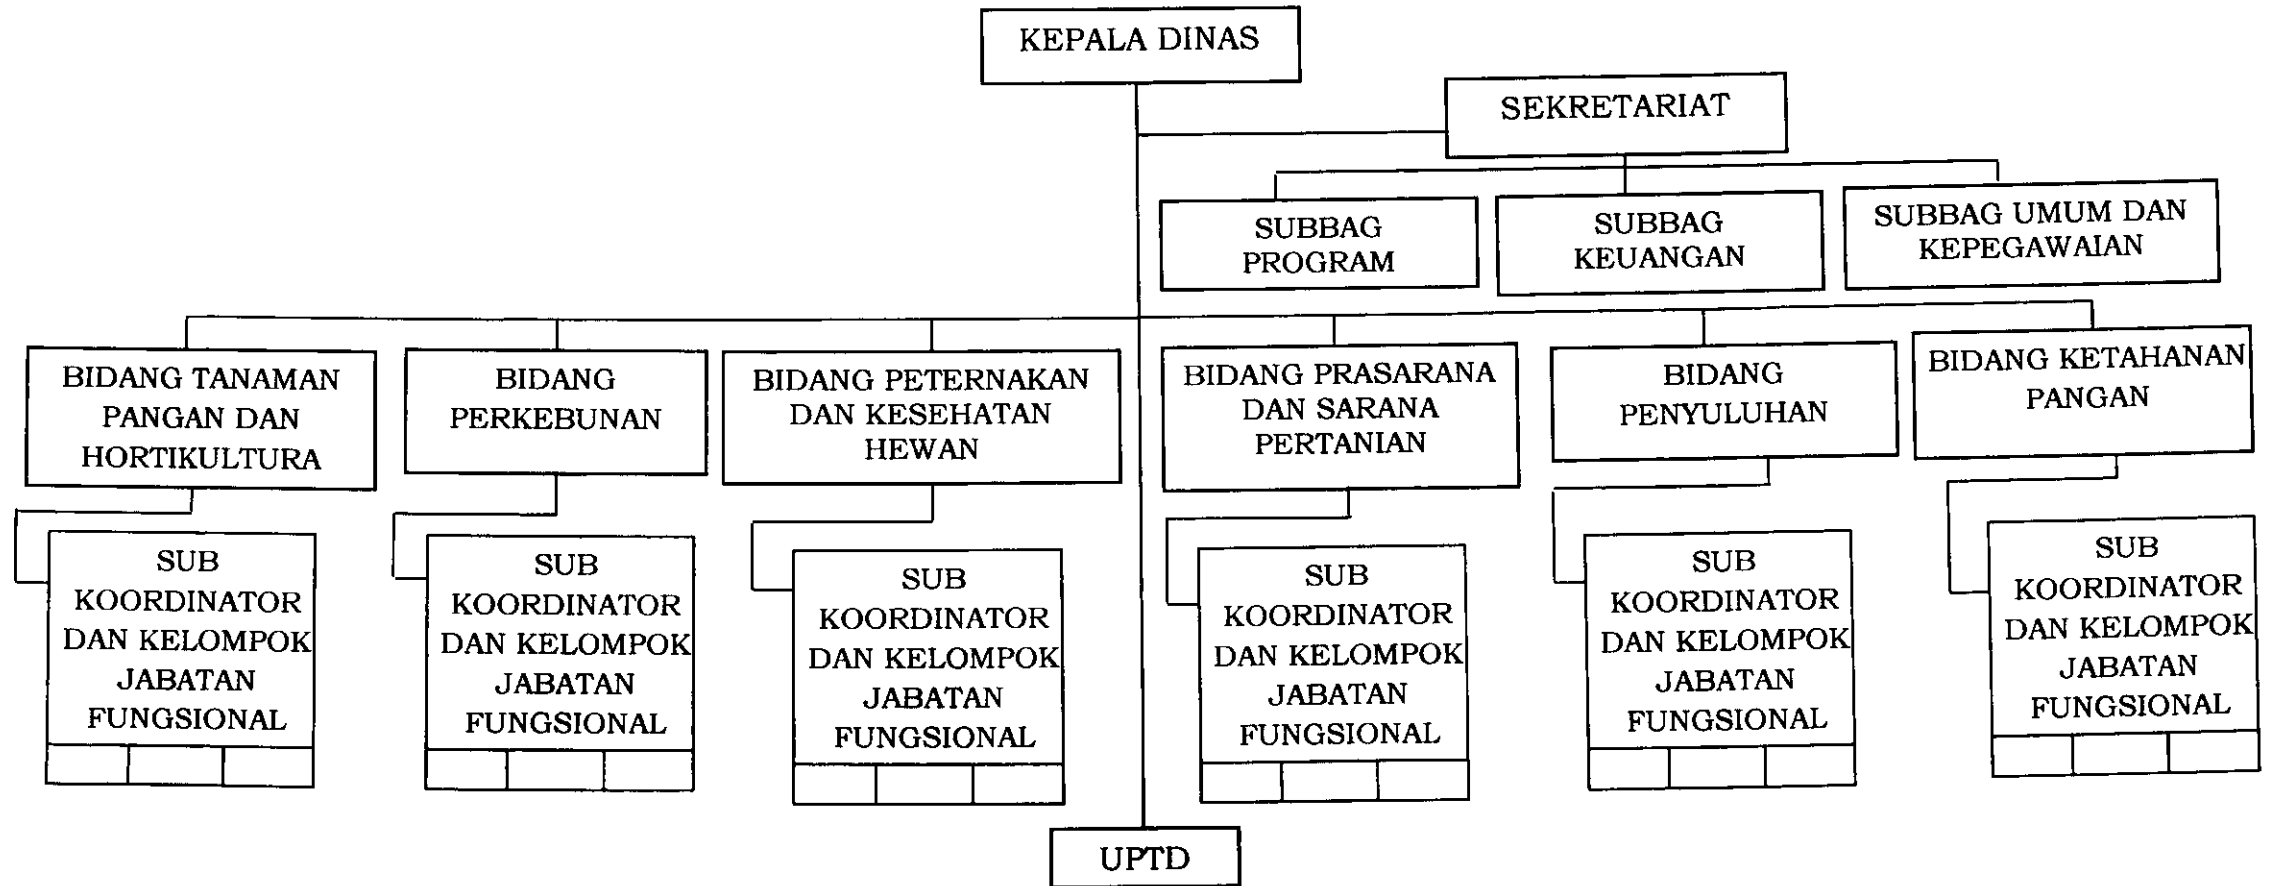 KEPALA DINAS
SEKRETARIAT
SUBBAG
PROGRAM
SUBBAG
KEUANGAN
SUBBAG UMUM DAN
KEPEGAWAIAN
BIDANG TANAMAN
PANGAN DAN
HORTIKULTURA
BIDANG
PERKEBUNAN
BIDANG PETERNAKAN
DAN KESEHATAN
HEWAN
BIDANG PRASARANA
DAN SARANA
PERTANIAN
BIDANG
PENYULUHAN
BIDANG KETAHANAN
PANGAN
SUB
KOORDINATOR
DAN KELOMPOK
JABATAN
FUNGSIONAL
SUB
KOORDINATOR
DAN KELOMPOK
JABATAN
FUNGSIONAL
SUB
KOORDINATOR
DAN KELOMPOK
JABATAN
FUNGSIONAL
SUB
KOORDINATOR
DAN KELOMPOK
JABATAN
FUNGSIONAL
SUB
KOORDINATOR
DAN KELOMPOK
JABATAN
FUNGSIONAL
SUB
KOORDINATOR
DAN KELOMPOK
JABATAN
FUNGSIONAL
UPTD